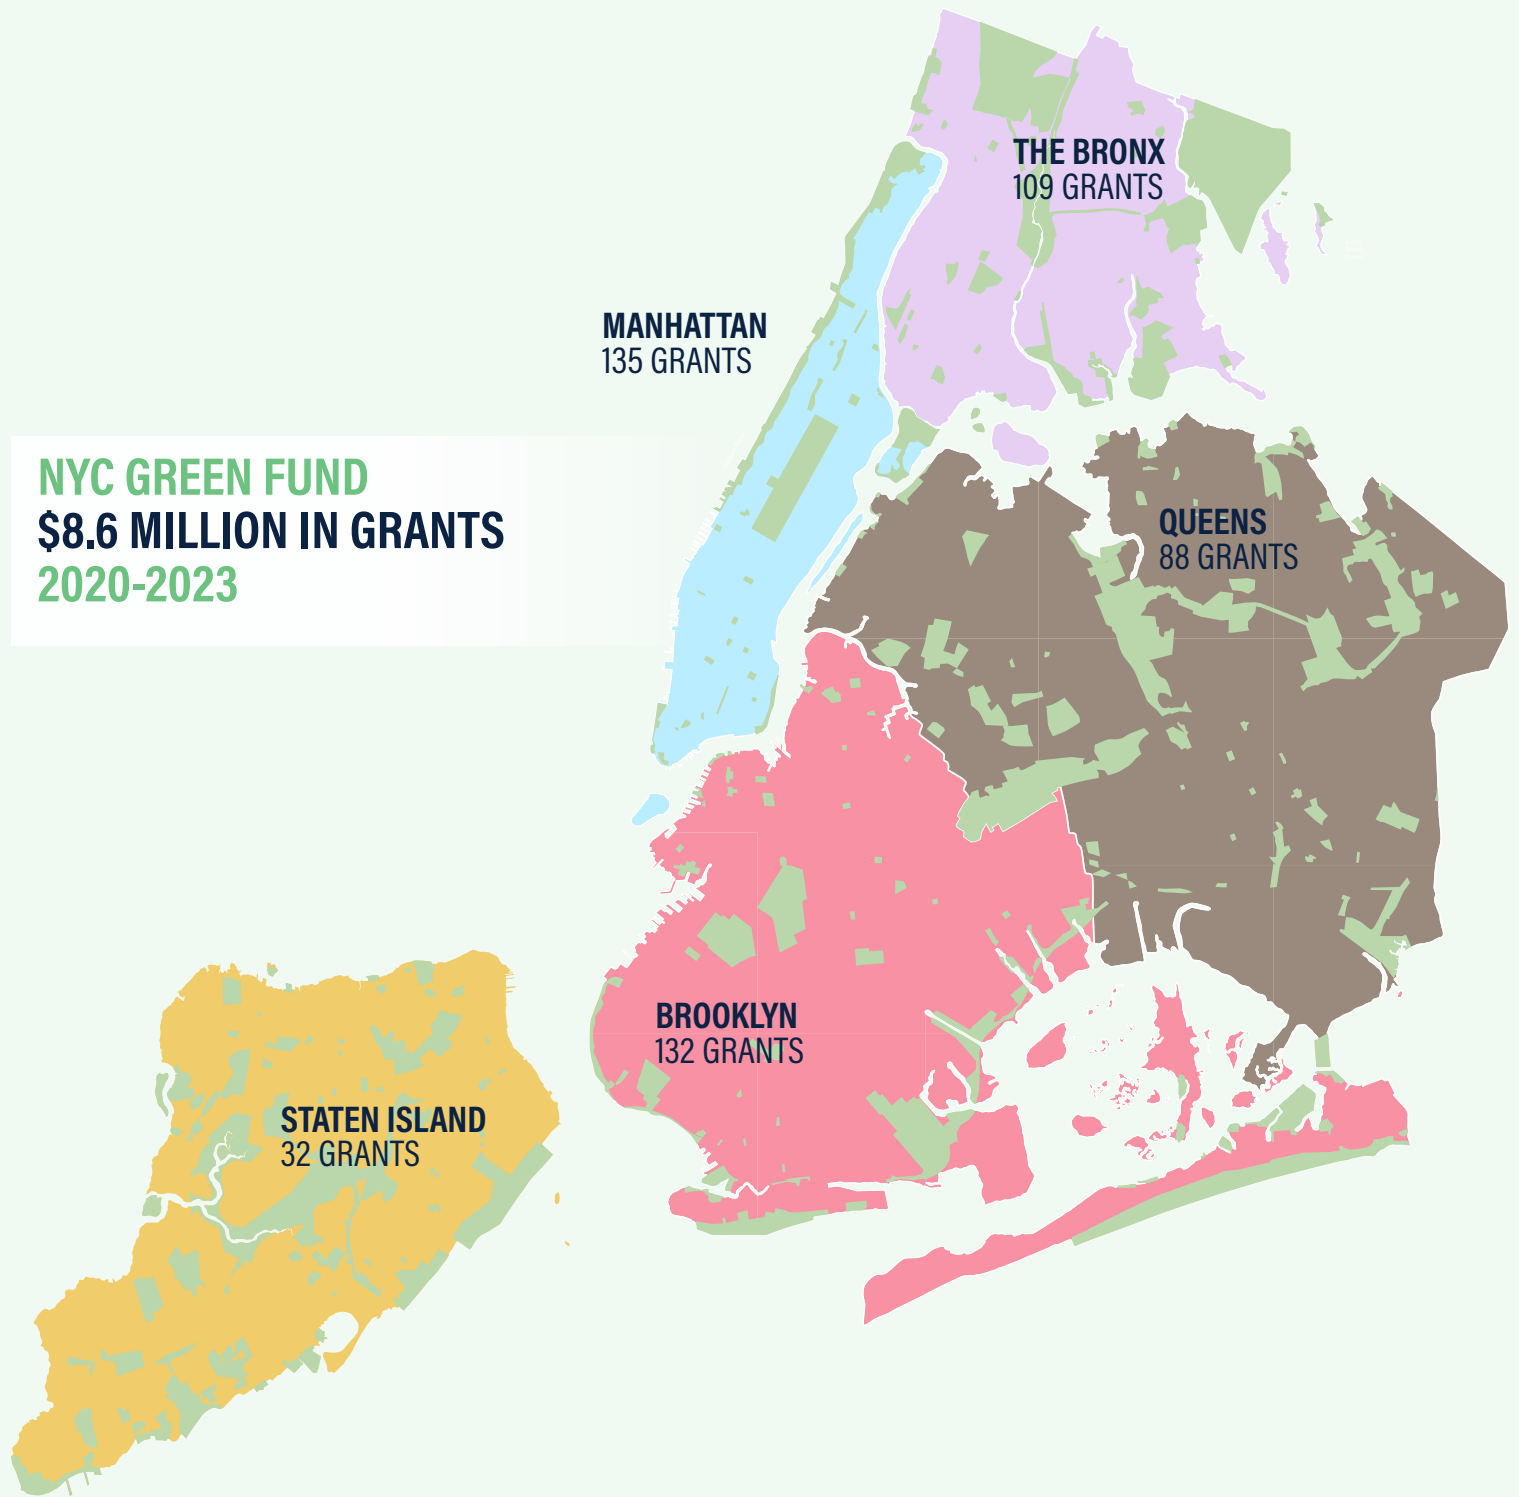 THE BRONX
109 GRANTS
MANHATTAN
135 GRANTS
NYC GREEN FUND
$8.6 MILLION IN GRANTS
2020-2023
QUEENS
88 GRANTS
BROOKLYN
132 GRANTS
STATEN ISLAND
32 GRANTS